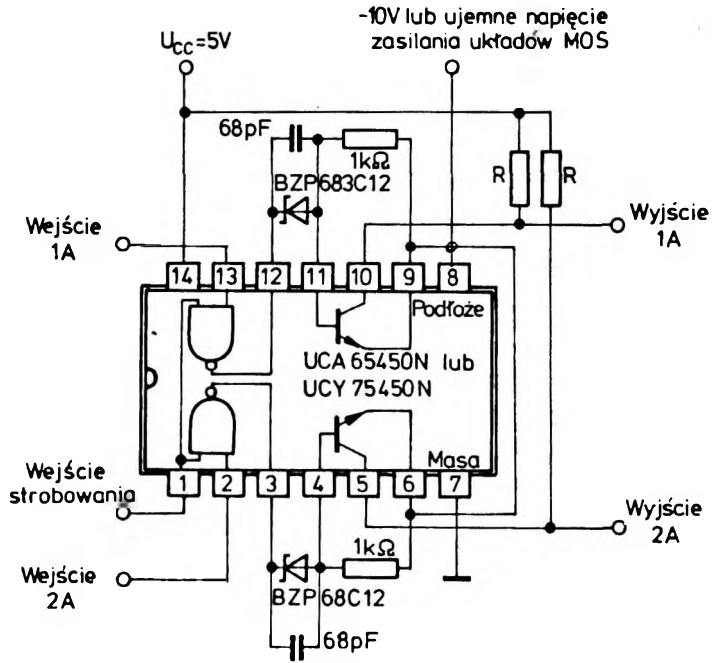 -10V lub ujemne napięcie
zasilania układów MOS
UCC=5V
68pF
1kΩ
BZP683C12
R
R
Wejście
1A
Wyjście
1A
14
13
12
11
10
9
8
Podłoże
UCA 65450N lub
UCY 75450N
Masa
Wejście
strobowania
1
2
3
4
5
6
7
Wyjście
2A
1kΩ
Wejście
2A
BZP68C12
68pF